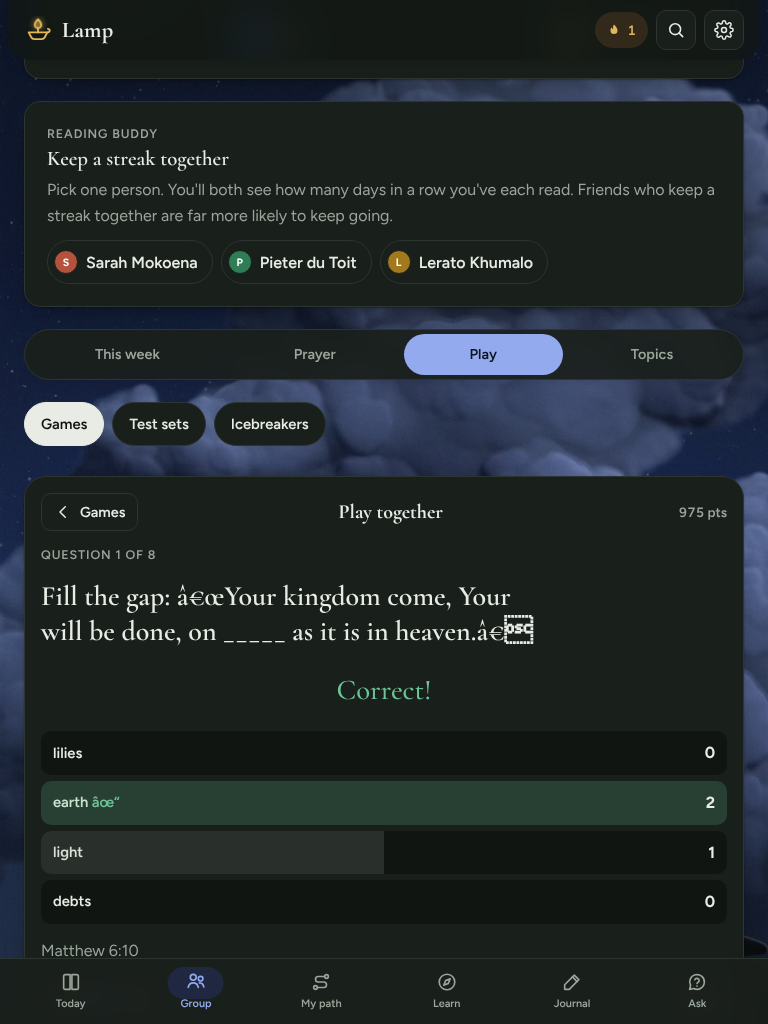 Lamp
1
READING BUDDY
Keep a streak together
Pick one person. You'll both see how many days in a row you've each read. Friends who keep a
streak together are far more likely to keep going.
S Sarah Mokoena
P Pieter du Toit
L Lerato Khumalo
This week
Prayer
Play
Topics
Games
Test sets
Icebreakers
Games
Play together
975 pts
QUESTION 1 OF 8
Fill the gap: â€œYour kingdom come, Your
will be done, on _____ as it is in heaven.â€
Correct!
lilies 0
earth âœ“ 2
light 1
debts 0
Matthew 6:10
Today
Group
My path
Learn
Journal
Ask